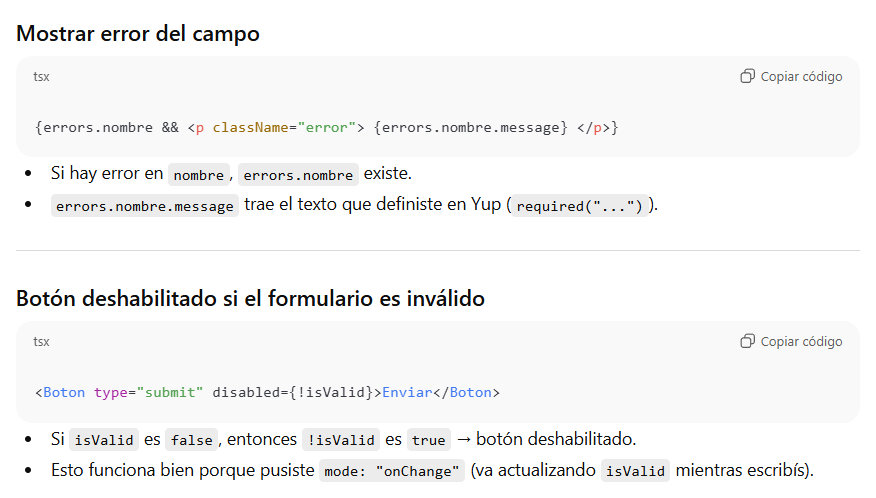 Mostrar error del campo
tsx
Copiar código
{errors.nombre && <p className="error"> {errors.nombre.message} </p>}
• Si hay error en nombre, errors.nombre existe.
• errors.nombre.message trae el texto que definiste en Yup (required("...")).
Botón deshabilitado si el formulario es inválido
tsx
Copiar código
<Boton type="submit" disabled={!isValid}>Enviar</Boton>
• Si isValid es false, entonces !isValid es true → botón deshabilitado.
• Esto funciona bien porque pusiste mode: "onChange" (va actualizando isValid mientras escribís).